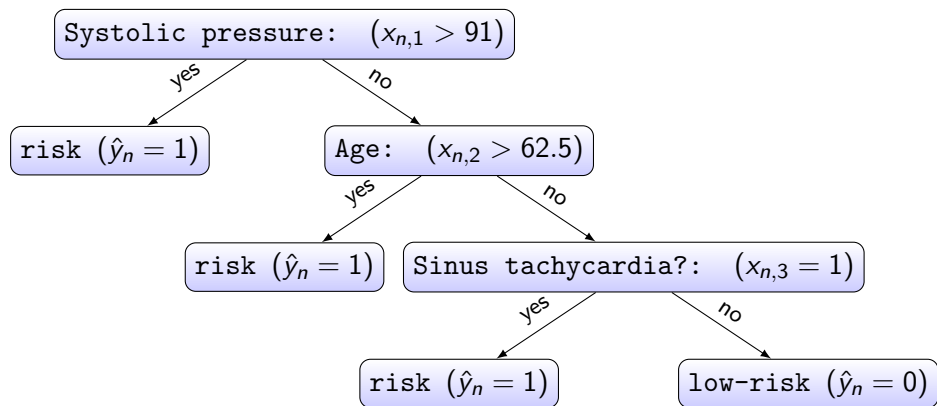 Systolic pressure: (x_{n,1} > 91)
yes
no
risk (ŷ_n = 1)
Age: (x_{n,2} > 62.5)
yes
no
risk (ŷ_n = 1)
Sinus tachycardia?: (x_{n,3} = 1)
yes
no
risk (ŷ_n = 1)
low-risk (ŷ_n = 0)